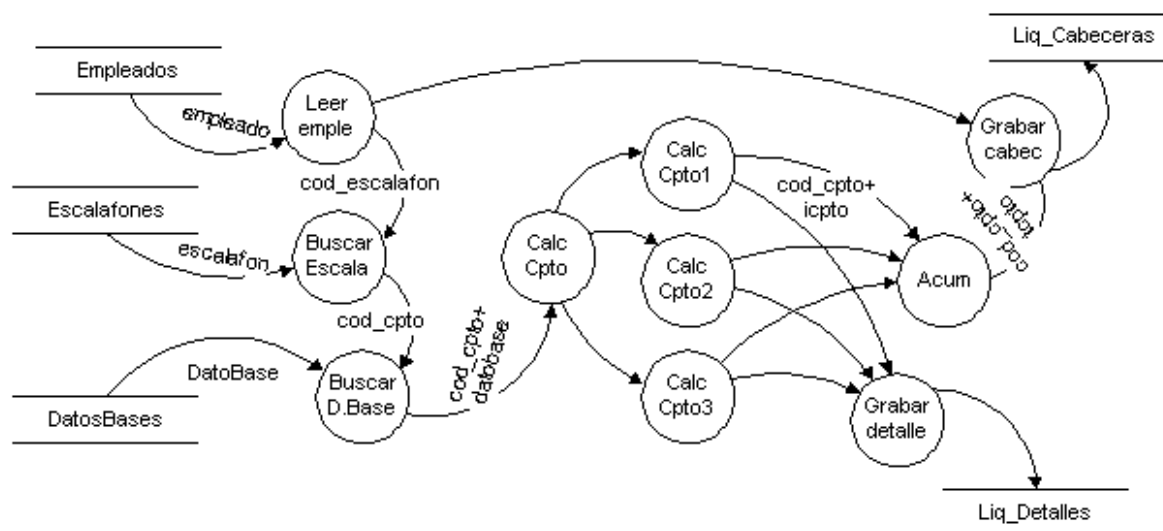 Liq_Cabeceras
Empleados
empleado
Leer
emple
Grabar
cabec
Calc
Cpto1
cod_escalafon
cod_cpto+
icpto
cod_cpto+
icpto
Escalafones
escalafon
Buscar
Escala
Calc
Cpto
Calc
Cpto2
Acum
cod_cpto
cod_cpto+
datobase
DatoBase
DatosBases
Buscar
D.Base
Calc
Cpto3
Grabar
detalle
Liq_Detalles